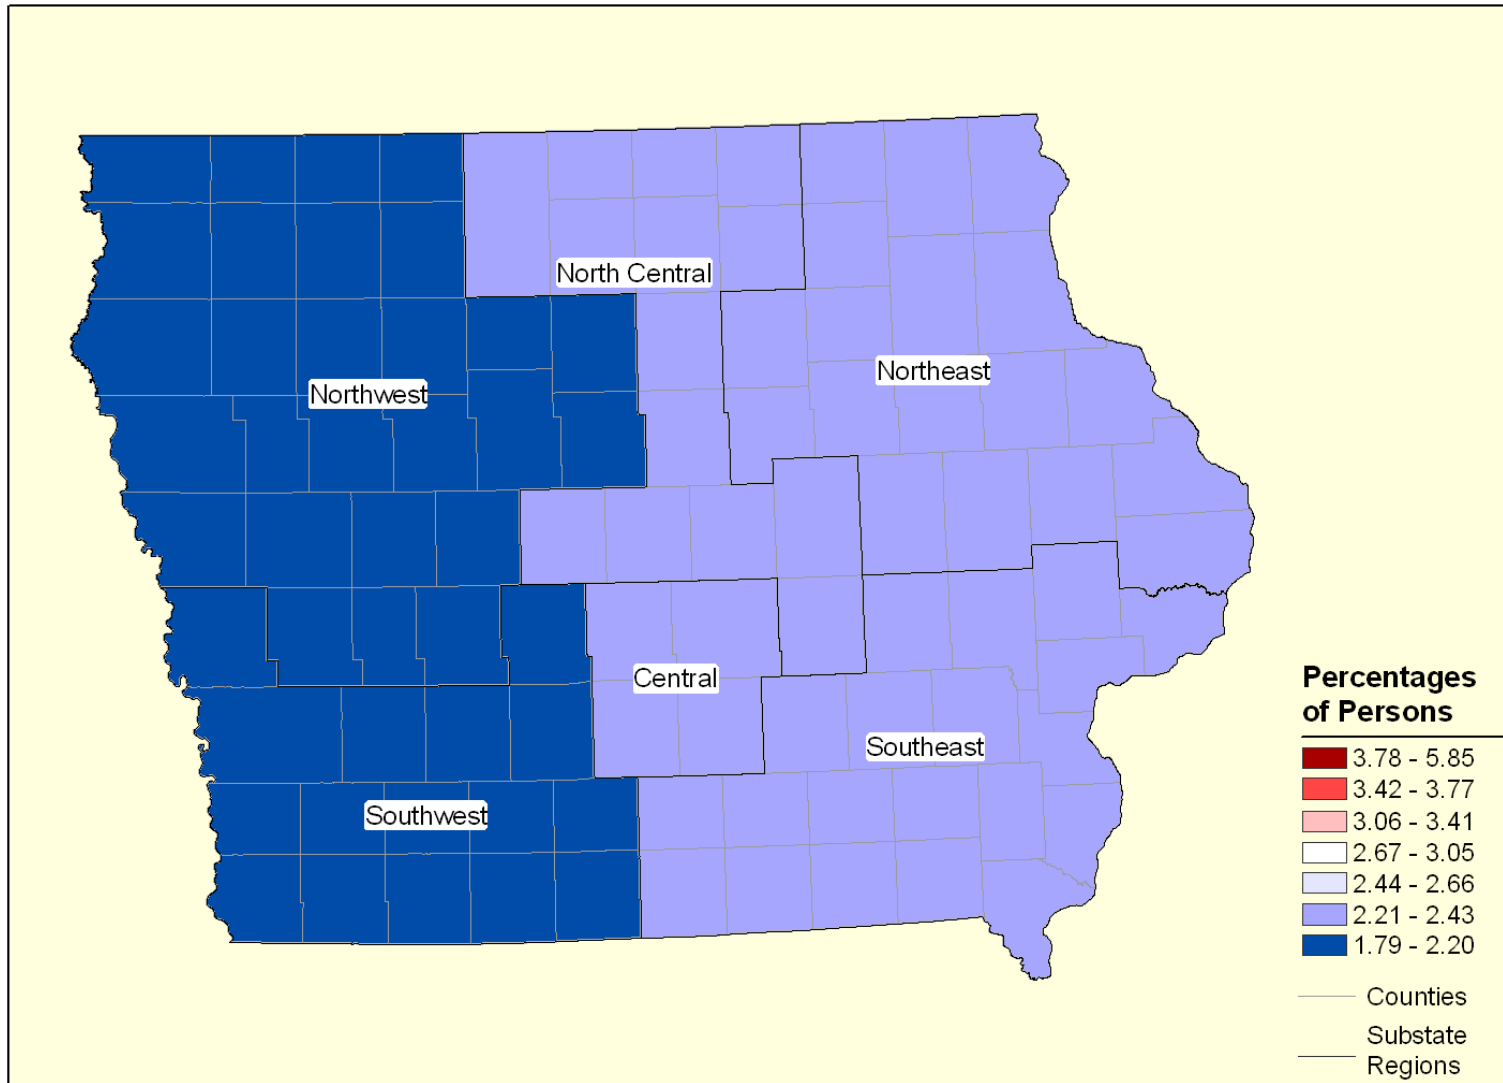 North Central
Northeast
Northwest
Central
Southeast
Southwest
Percentages
of Persons
3.78 - 5.85
3.42 - 3.77
3.06 - 3.41
2.67 - 3.05
2.44 - 2.66
2.21 - 2.43
1.79 - 2.20
Counties
Substate
Regions